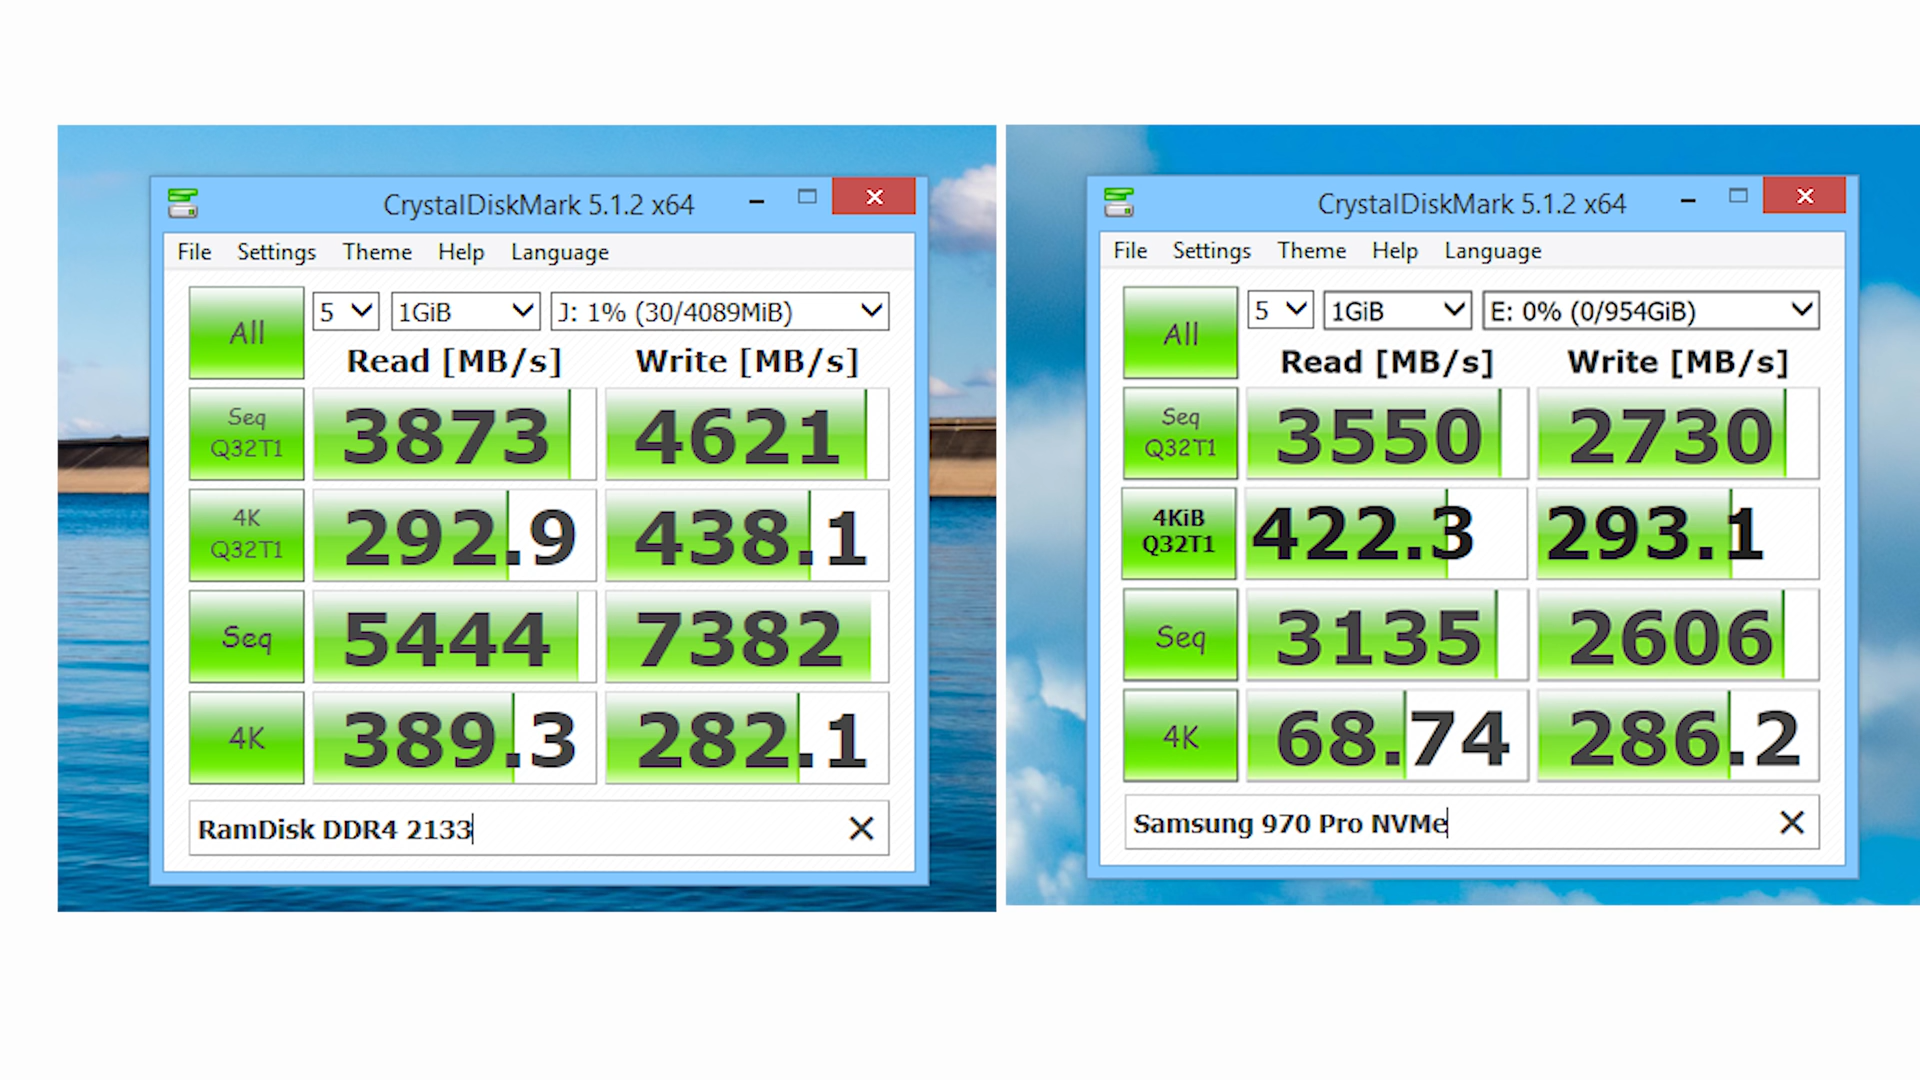 CrystalDiskMark 5.1.2 x64
File Settings Theme Help Language
All 5 1GiB J: 1% (30/4089MiB)
Read [MB/s] Write [MB/s]
Seq
Q32T1
3873 4621
4K
Q32T1
292.9 438.1
Seq 5444 7382
4K 389.3 282.1
RamDisk DDR4 2133
CrystalDiskMark 5.1.2 x64
File Settings Theme Help Language
All 5 1GiB E: 0% (0/954GiB)
Read [MB/s] Write [MB/s]
Seq
Q32T1
3550 2730
4KiB
Q32T1
422.3 293.1
Seq 3135 2606
4K 68.74 286.2
Samsung 970 Pro NVMe